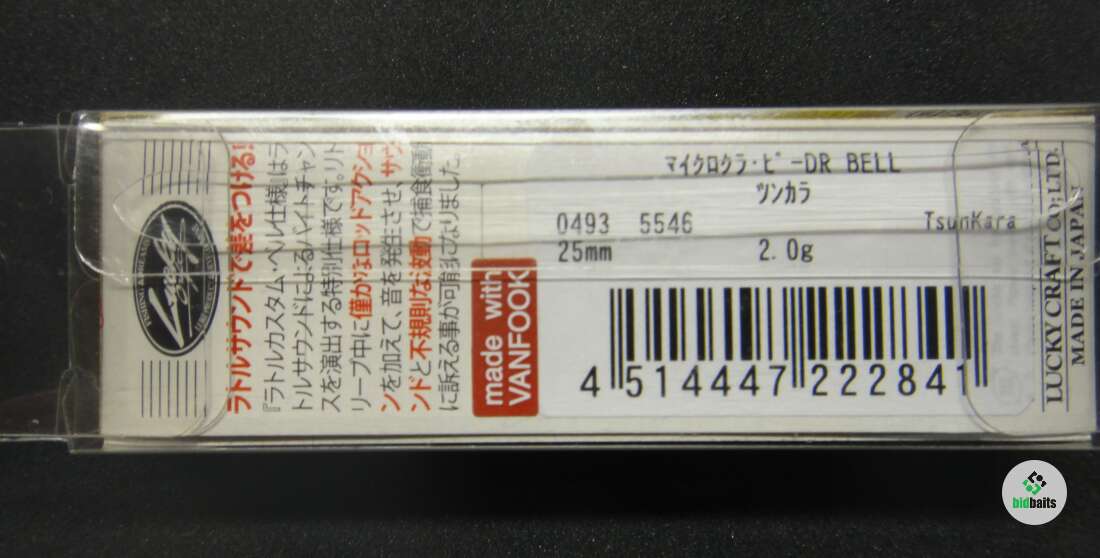 ラトルサウンドで差をつける!
『ラトルカスタム・ベル仕様』はラ
トルサウンドによるバイトチャン
スを演出する特別仕様です。リト
リーブ中に僅かなロッドアクショ
ンを加えて、音を発生させ、サウ
ンドと不規則な波動で捕食衝動
に訴える事が可能になりました。
made with
VANFOOK
マイクロクラ・ピーDR BELL
ツンカラ
0493 5546 TsunKara
25mm 2.0g
4 514447 222841
LUCKY CRAFT CO.,LTD.
MADE IN JAPAN
bidbaits